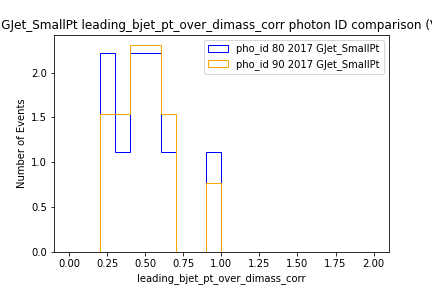 GJet_SmallPt leading_bjet_pt_over_dimass_corr photon ID comparison (
pho_id 80 2017 GJet_SmallPt
pho_id 90 2017 GJet_SmallPt
Number of Events
2.0
1.5
1.0
0.5
0.0
0.00 0.25 0.50 0.75 1.00 1.25 1.50 1.75 2.00
leading_bjet_pt_over_dimass_corr